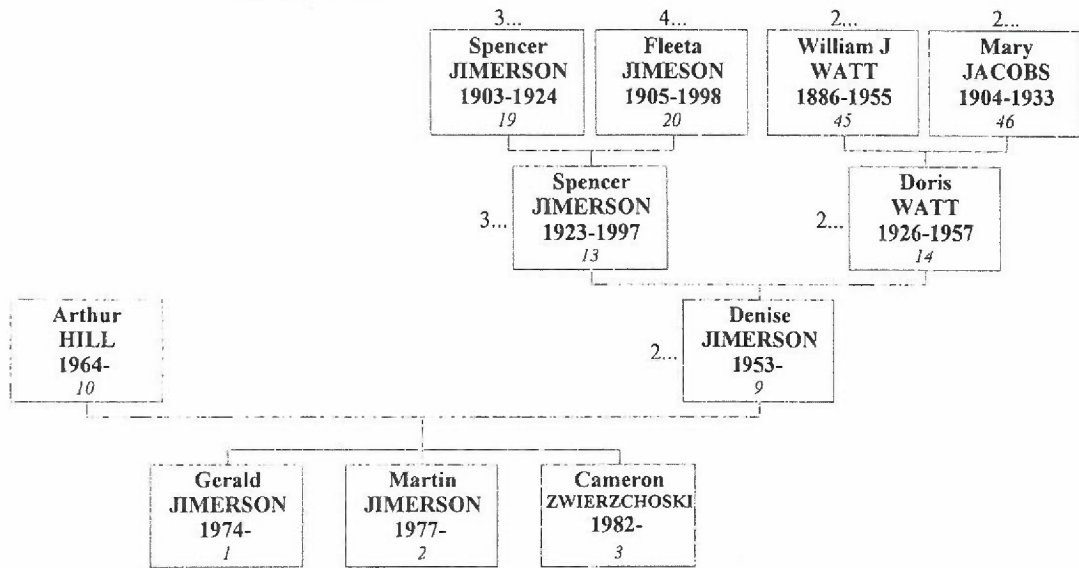 3...
4...
2...
2...
Spencer
JIMERSON
1903-1924
19
Fleeta
JIMESON
1905-1998
20
William J
WATT
1886-1955
45
Mary
JACOBS
1904-1933
46
3...
Spencer
JIMERSON
1923-1997
13
2...
Doris
WATT
1926-1957
14
Arthur
HILL
1964-
10
2...
Denise
JIMERSON
1953-
9
Gerald
JIMERSON
1974-
1
Martin
JIMERSON
1977-
2
Cameron
ZWIERZCHOSKI
1982-
3